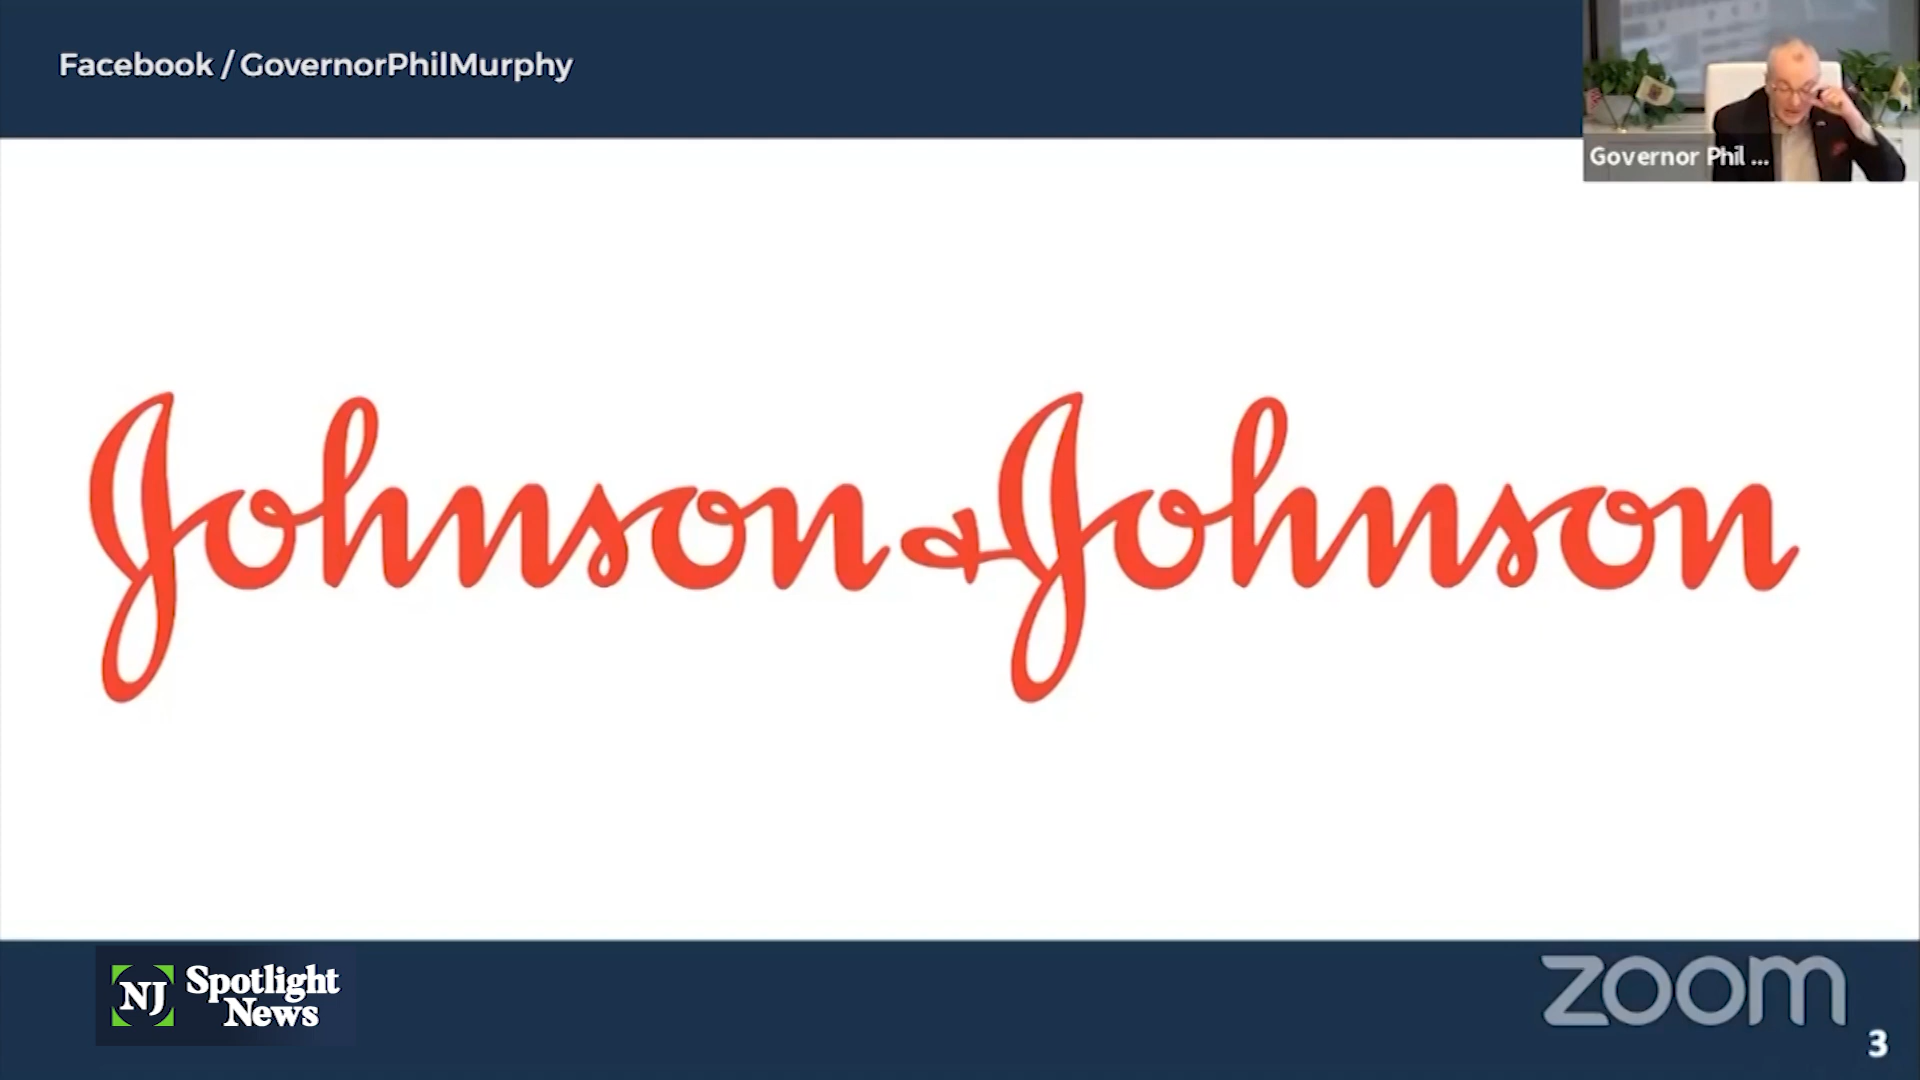 Facebook / GovernorPhilMurphy
Governor Phil ...
Johnson & Johnson
NJ Spotlight
News
zoom
3